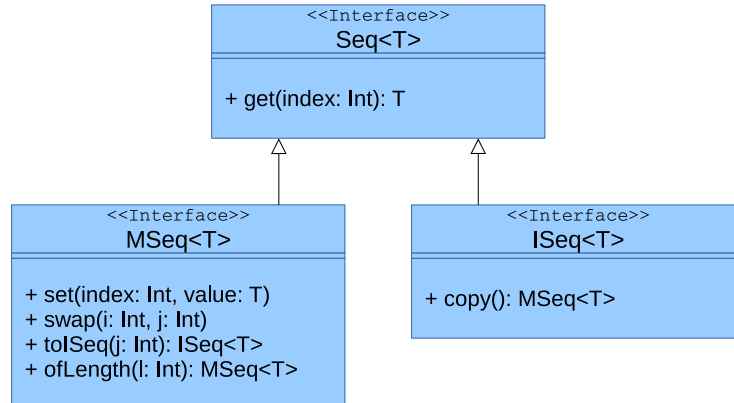 <<Interface>>
Seq<T>
+ get(index: Int): T
<<Interface>>
MSeq<T>
+ set(index: Int, value: T)
+ swap(i: Int, j: Int)
+ toISeq(j: Int): ISeq<T>
+ ofLength(l: Int): MSeq<T>
<<Interface>>
ISeq<T>
+ copy(): MSeq<T>